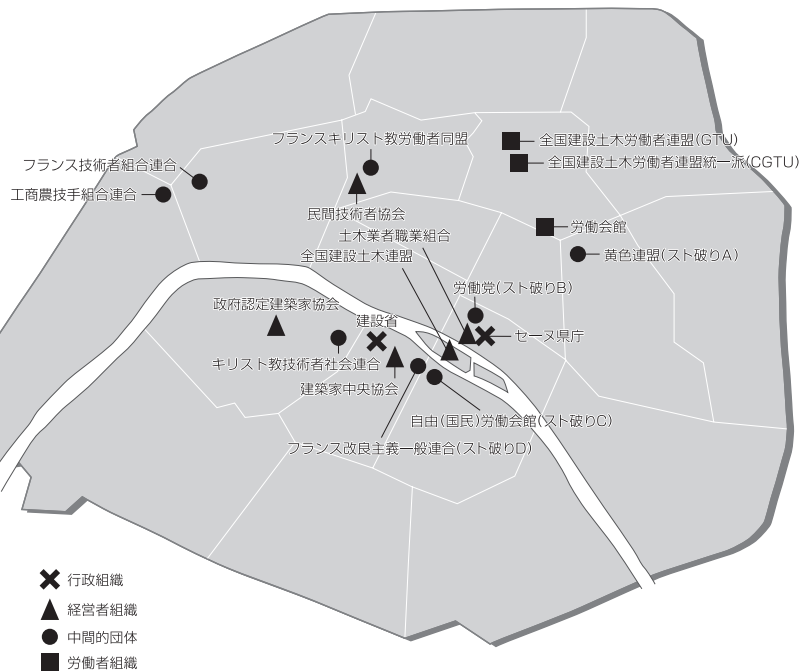 フランスキリスト教労働者同盟
全国建設土木労働者連盟(GTU)
フランス技術者組合連合
全国建設土木労働者連盟統一派(CGTU)
工商農技手組合連合
民間技術者協会
労働会館
土木業者職業組合
全国建設土木連盟
黄色連盟(スト破りA)
労働党(スト破りB)
政府認定建築家協会
建設省
セーヌ県庁
キリスト教技術者社会連合
建築家中央協会
自由(国民)労働会館(スト破りC)
フランス改良主義一般連合(スト破りD)
行政組織
経営者組織
中間的団体
労働者組織